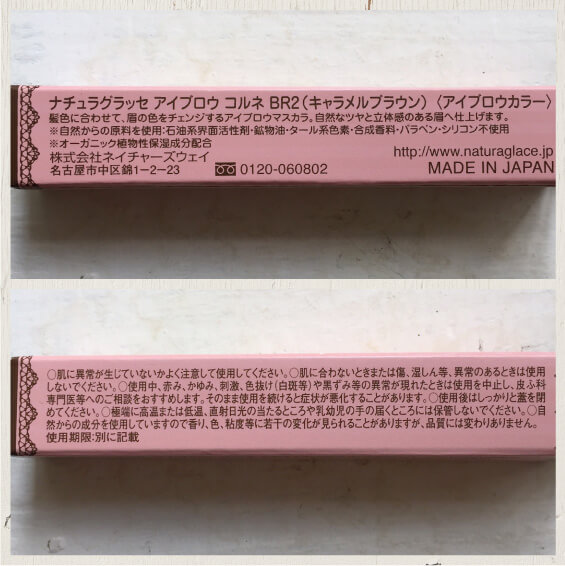 ナチュラグラッセ アイブロウ コルネ BR2（キャラメルブラウン）〈アイブロウカラー〉
髪色に合わせて、眉の色をチェンジするアイブロウマスカラ。自然なツヤと立体感のある眉へ仕上げます。
※自然からの原料を使用:石油系界面活性剤・鉱物油・タール系色素・合成香料・パラベン・シリコン不使用
※オーガニック植物性保湿成分配合
株式会社ネイチャーズウェイ
名古屋市中区錦1-2-23
0120-060802
http://www.naturaglace.jp
MADE IN JAPAN
○肌に異常が生じていないかよく注意して使用してください。○肌に合わないときまたは傷、湿しん等、異常のあるときは使用
しないでください。○使用中、赤み、かゆみ、刺激、色抜け(白斑等)や黒ずみ等の異常が現れたときは使用を中止し、皮ふ科
専門医等へのご相談をおすすめします。そのまま使用を続けると症状が悪化することがあります。○使用後はしっかりと蓋を閉
めてください。○極端に高温または低温、直射日光の当たるところや乳幼児の手の届くところには保管しないでください。○自
然からの成分を使用していますので香り、色、粘度等に若干の変化が見られることがありますが、品質には変わりありません。
使用期限:別に記載